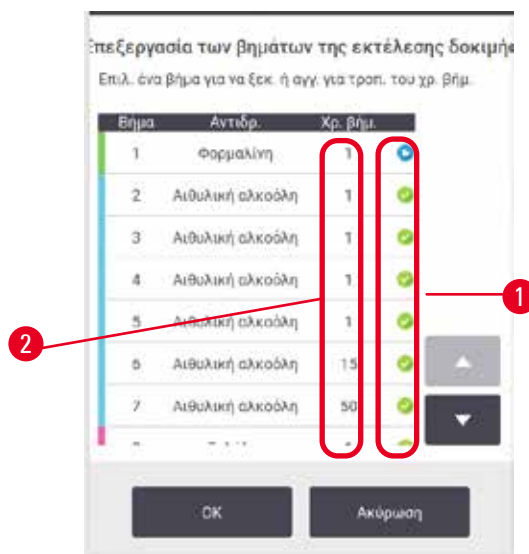 Επεξεργασία των βημάτων της εκτέλεσης δοκιμή
Επιλ. ένα βήμα για να ξεκ. ή αγγ. για τροπ. του χρ. βήμ.
Βήμα Αντιδρ. Χρ. βήμ.
1 Φορμαλίνη 1
2 Αιθυλική αλκοόλη 1
3 Αιθυλική αλκοόλη 1
4 Αιθυλική αλκοόλη 1
1
5 Αιθυλική αλκοόλη 1
2
6 Αιθυλική αλκοόλη 15
7 Αιθυλική αλκοόλη 50
OK Ακύρωση